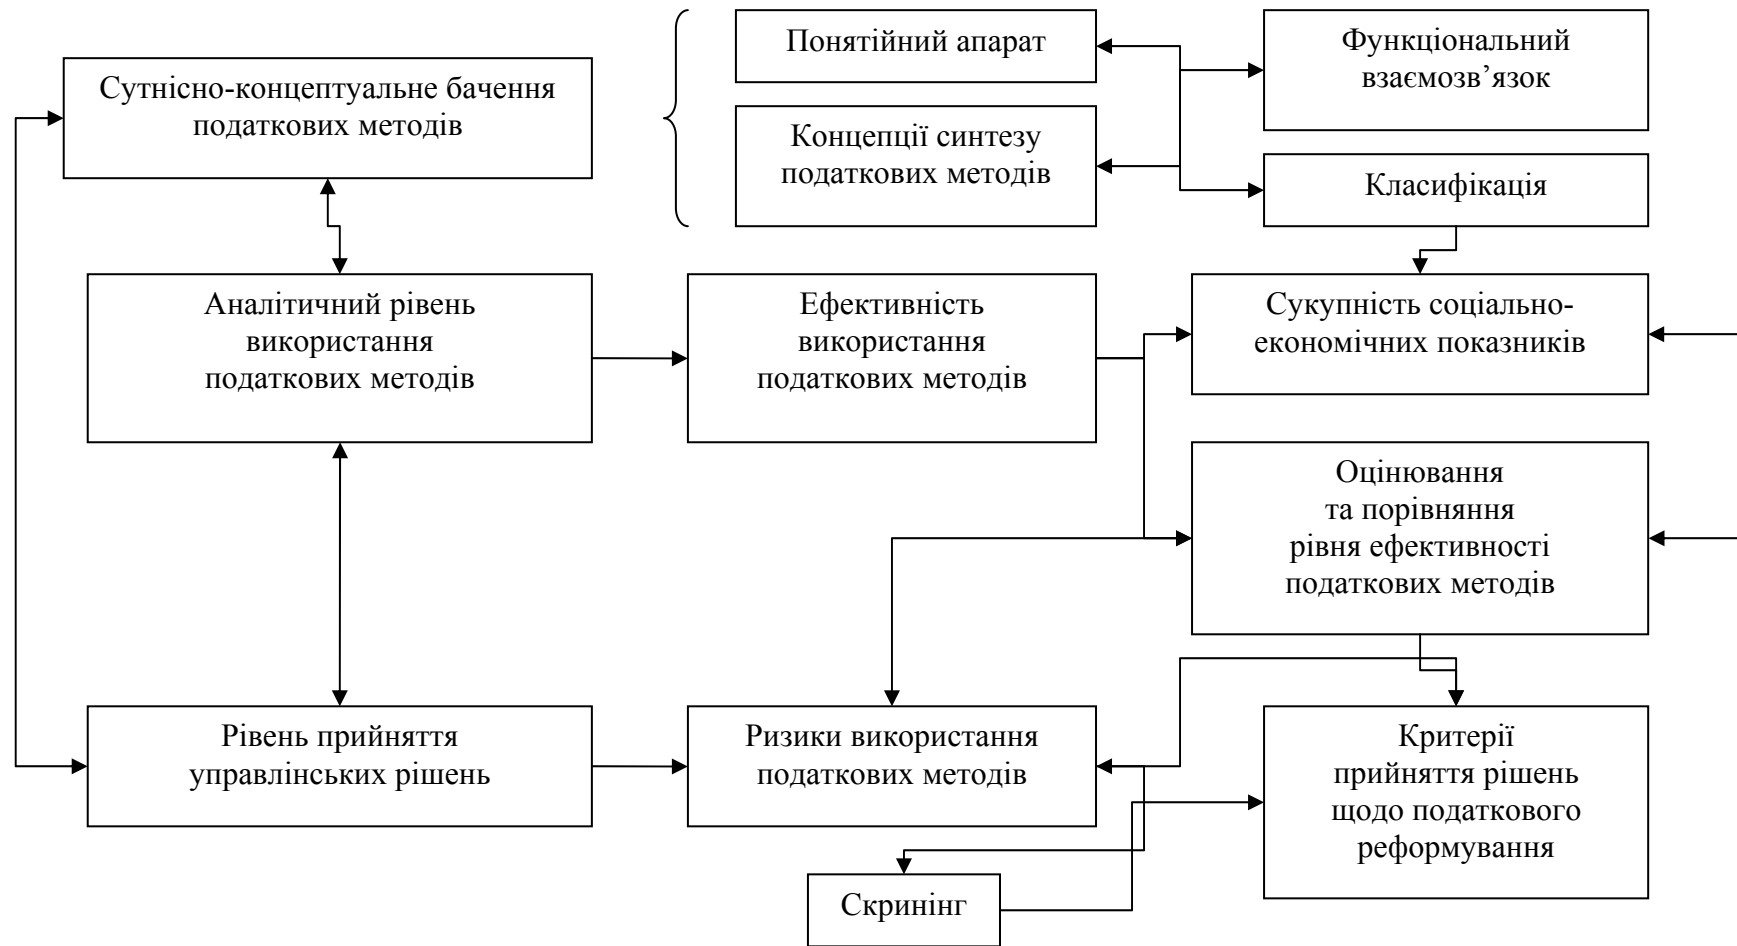 Понятійний апарат
Функціональний
взаємозв’язок
Сутнісно-концептуальне бачення
податкових методів
Концепції синтезу
податкових методів
Класифікація
Аналітичний рівень
використання
податкових методів
Ефективність
використання
податкових методів
Сукупність соціально-
економічних показників
Оцінювання
та порівняння
рівня ефективності
податкових методів
Рівень прийняття
управлінських рішень
Ризики використання
податкових методів
Критерії
прийняття рішень
щодо податкового
реформування
Скринінг